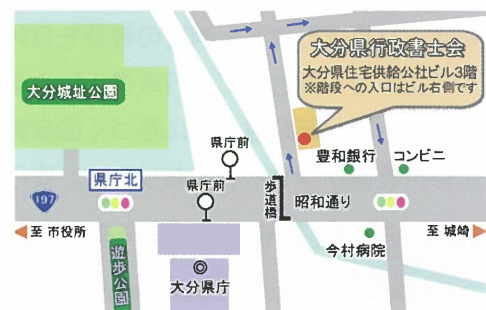 大分県行政書士会
大分県住宅供給公社ビル3階
※階段への入口はビル右側です
大分城址公園
県庁前
豊和銀行
コンビニ
県庁北
県庁前
歩道橋
昭和通り
197
至 市役所
至 城崎
今村病院
遊歩公園
大分県庁